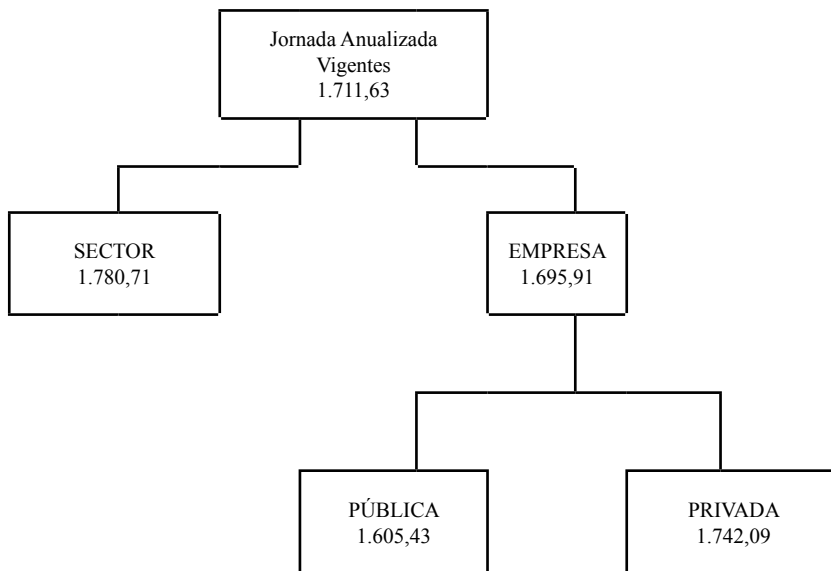 Jornada Anualizada
Vigentes
1.711,63
SECTOR
1.780,71
EMPRESA
1.695,91
PÚBLICA
1.605,43
PRIVADA
1.742,09